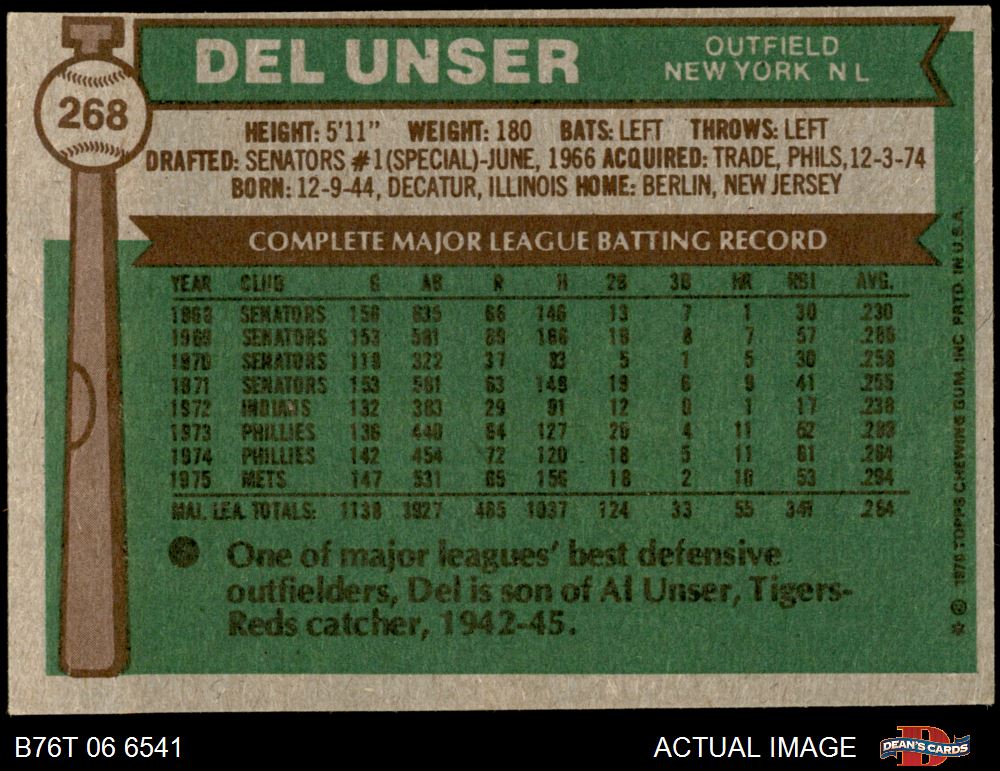 268
DEL UNSER
OUTFIELD
NEW YORK N L
HEIGHT: 5'11" WEIGHT: 180 BATS: LEFT THROWS: LEFT
DRAFTED: SENATORS #1(SPECIAL)-JUNE, 1966 ACQUIRED: TRADE, PHILS, 12-3-74
BORN: 12-9-44, DECATUR, ILLINOIS HOME: BERLIN, NEW JERSEY
COMPLETE MAJOR LEAGUE BATTING RECORD
YEAR CLUB G AB R H 2B 3B HR RBI AVG.
1968 SENATORS 156 635 66 146 13 7 1 30 .230
1969 SENATORS 153 581 69 166 19 8 7 57 .286
1970 SENATORS 119 322 37 83 5 1 5 30 .258
1971 SENATORS 153 581 63 148 19 6 9 41 .255
1972 INDIANS 132 383 29 91 12 0 1 17 .238
1973 PHILLIES 136 440 64 127 20 4 11 52 .289
1974 PHILLIES 142 454 72 120 18 5 11 61 .264
1975 METS 147 531 65 156 18 2 10 53 .294
MAJ. LEA. TOTALS: 1138 3927 465 1037 124 33 55 341 .264
One of major leagues' best defensive
outfielders, Del is son of Al Unser, Tigers-
Reds catcher, 1942-45.
© 1976 TOPPS CHEWING GUM, INC PRTD. IN U.S.A.
B76T 06 6541
ACTUAL IMAGE
DEAN'S CARDS